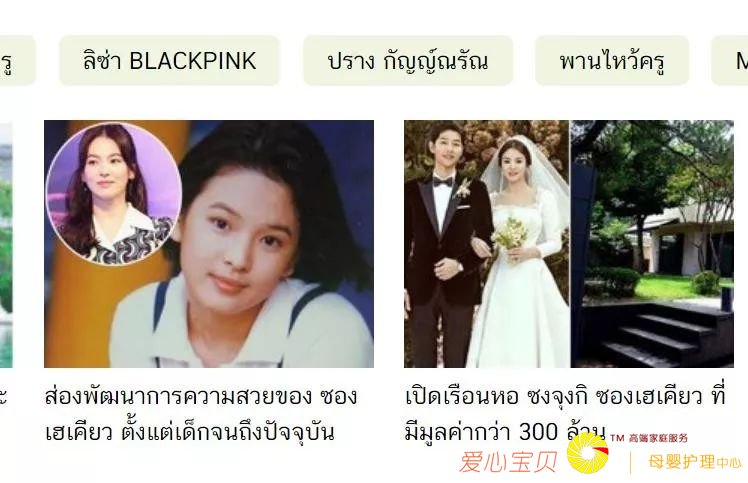 รู
ลิซ่า BLACKPINK
ปราง กัญญ์ณรัณ
พานไหว้ครู
M
ะ
ส่องพัฒนาการความสวยของ ซอง
เฮเคียว ตั้งแต่เด็กจนถึงปัจจุบัน
เปิดเรือนหอ ซงจุงกิ ซองเฮเคียว ที่
มีมูลค่ากว่า 300 ล้าน
爱心宝贝 TM 高端家庭服务 | 母婴护理中心